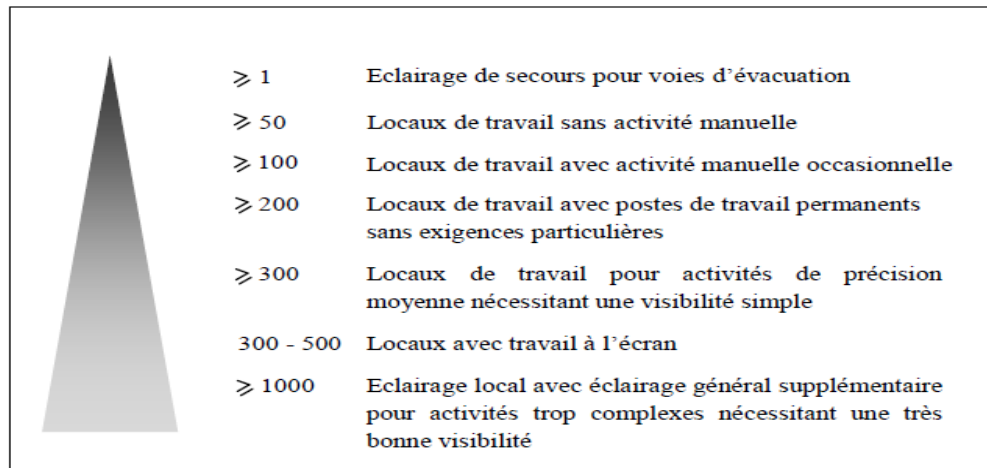 ⩾ 1 Eclairage de secours pour voies d’évacuation
⩾ 50 Locaux de travail sans activité manuelle
⩾ 100 Locaux de travail avec activité manuelle occasionnelle
⩾ 200 Locaux de travail avec postes de travail permanents
sans exigences particulières
⩾ 300 Locaux de travail pour activités de précision
moyenne nécessitant une visibilité simple
300 - 500 Locaux avec travail à l’écran
⩾ 1000 Eclairage local avec éclairage général supplémentaire
pour activités trop complexes nécessitant une très
bonne visibilité